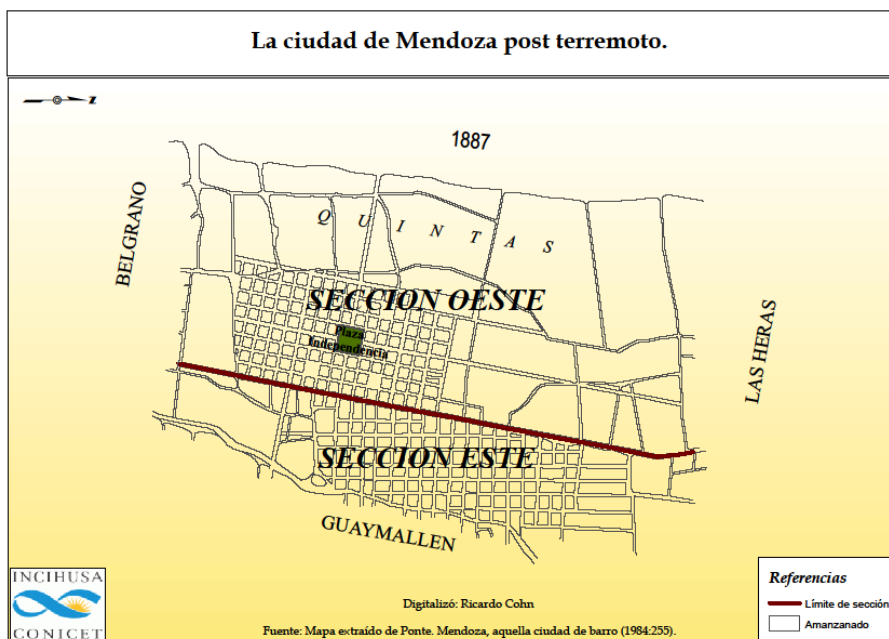 La ciudad de Mendoza post terremoto.
z
1887
BELGRANO
Q U I N T A S
SECCION OESTE
Plaza
Independencia
LAS HERAS
SECCION ESTE
GUAYMALLEN
INCIHUSA
CONICET
Digitalizó: Ricardo Cohn
Fuente: Mapa extraído de Ponte. Mendoza, aquella ciudad de barro (1984:255).
Referencias
Límite de sección
Amanzanado